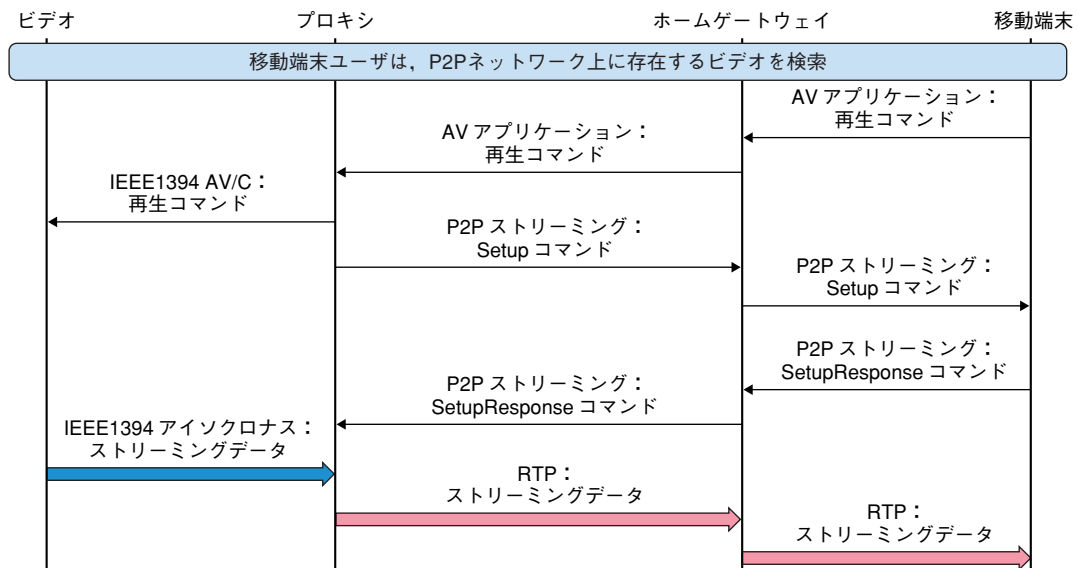 ビデオ
プロキシ
ホームゲートウェイ
移動端末
移動端末ユーザは，P2Pネットワーク上に存在するビデオを検索
AV アプリケーション：
再生コマンド
AV アプリケーション：
再生コマンド
IEEE1394 AV/C：
再生コマンド
P2P ストリーミング：
Setup コマンド
P2P ストリーミング：
Setup コマンド
P2P ストリーミング：
SetupResponse コマンド
P2P ストリーミング：
SetupResponse コマンド
IEEE1394 アイソクロナス：
ストリーミングデータ
RTP：
ストリーミングデータ
RTP：
ストリーミングデータ